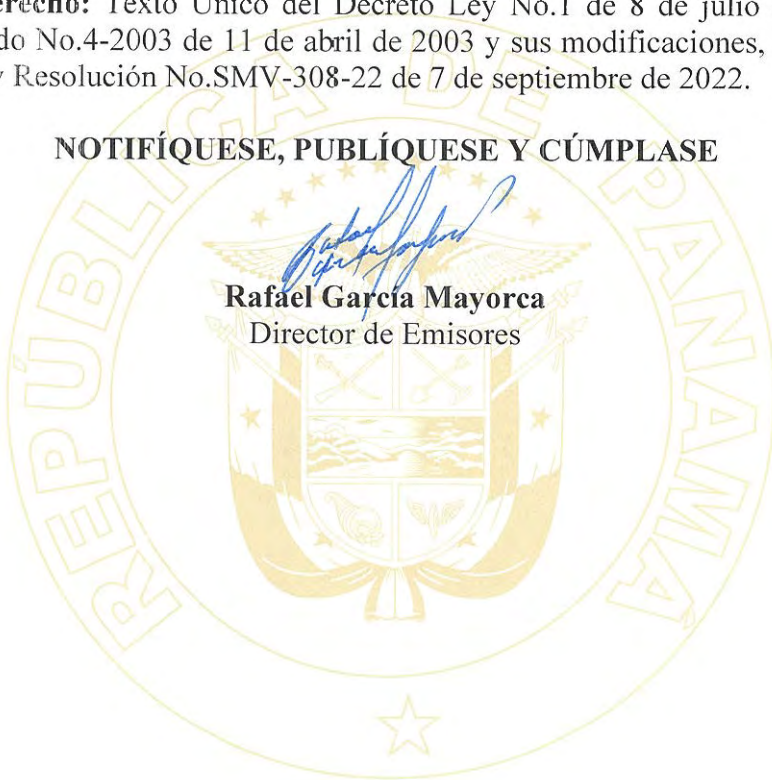 erecho: Texto Único del Decreto Ley No.1 de 8 de julio
do No.4-2003 de 11 de abril de 2003 y sus modificaciones,
y Resolución No.SMV-308-22 de 7 de septiembre de 2022.
NOTIFÍQUESE, PUBLÍQUESE Y CÚMPLASE
Rafael García Mayorca
Director de Emisores
REPÚBLICA DE PANAMÁ